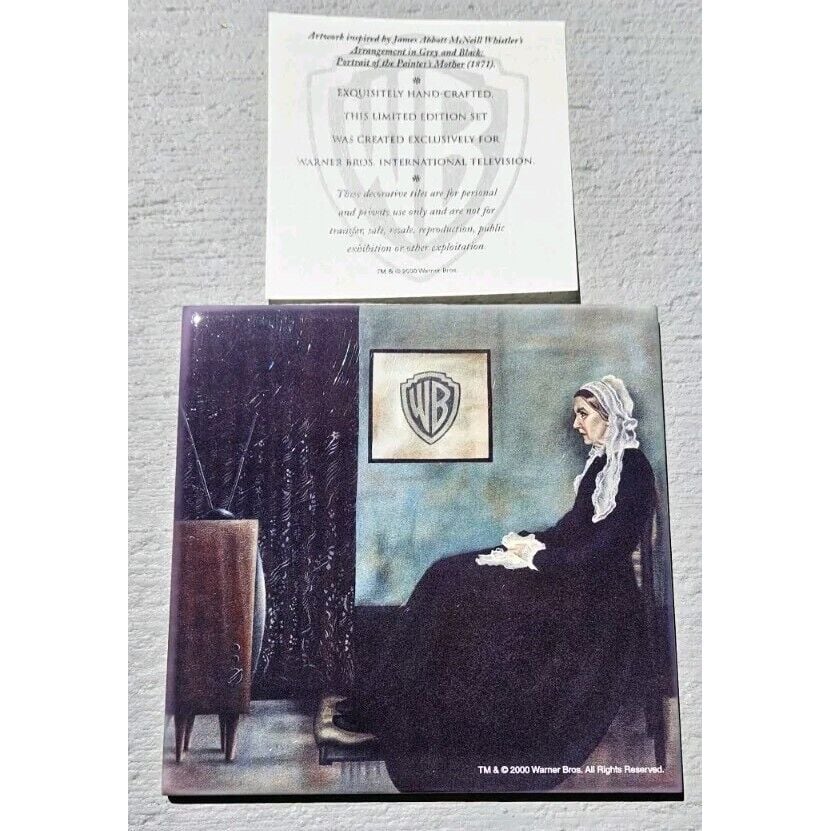 Artwork inspired by James Abbott McNeill Whistler's
Arrangement in Grey and Black:
Portrait of the Painter's Mother (1871).
EXQUISITELY HAND-CRAFTED,
THIS LIMITED EDITION SET
WAS CREATED EXCLUSIVELY FOR
WARNER BROS. INTERNATIONAL TELEVISION.
These decorative tiles are for personal
and private use only and are not for
transfer, sale, resale, reproduction, public
exhibition or other exploitation.
TM & © 2000 Warner Bros.
WB
WB
TM & © 2000 Warner Bros. All Rights Reserved.